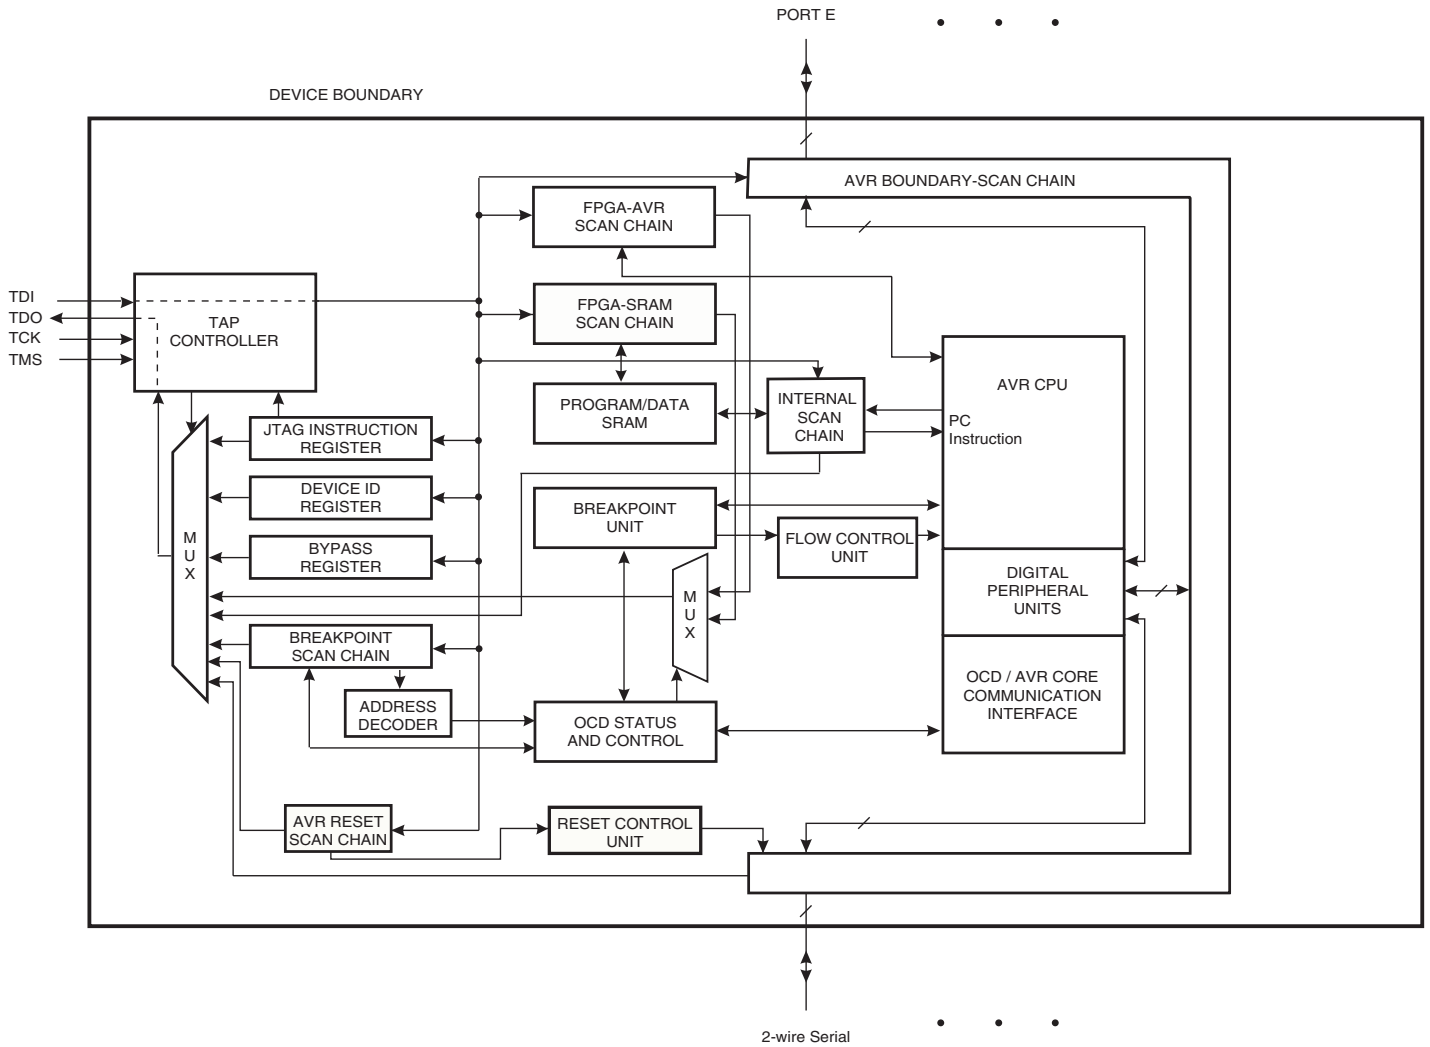 PORT E
DEVICE BOUNDARY
AVR BOUNDARY-SCAN CHAIN
FPGA-AVR
SCAN CHAIN
TDI
TDO
TCK
TMS
TAP
CONTROLLER
FPGA-SRAM
SCAN CHAIN
PROGRAM/DATA
SRAM
INTERNAL
SCAN
CHAIN
AVR CPU
PC
Instruction
JTAG INSTRUCTION
REGISTER
DEVICE ID
REGISTER
BYPASS
REGISTER
M
U
X
BREAKPOINT
UNIT
FLOW CONTROL
UNIT
DIGITAL
PERIPHERAL
UNITS
M
U
X
BREAKPOINT
SCAN CHAIN
ADDRESS
DECODER
OCD STATUS
AND CONTROL
OCD / AVR CORE
COMMUNICATION
INTERFACE
AVR RESET
SCAN CHAIN
RESET CONTROL
UNIT
2-wire Serial